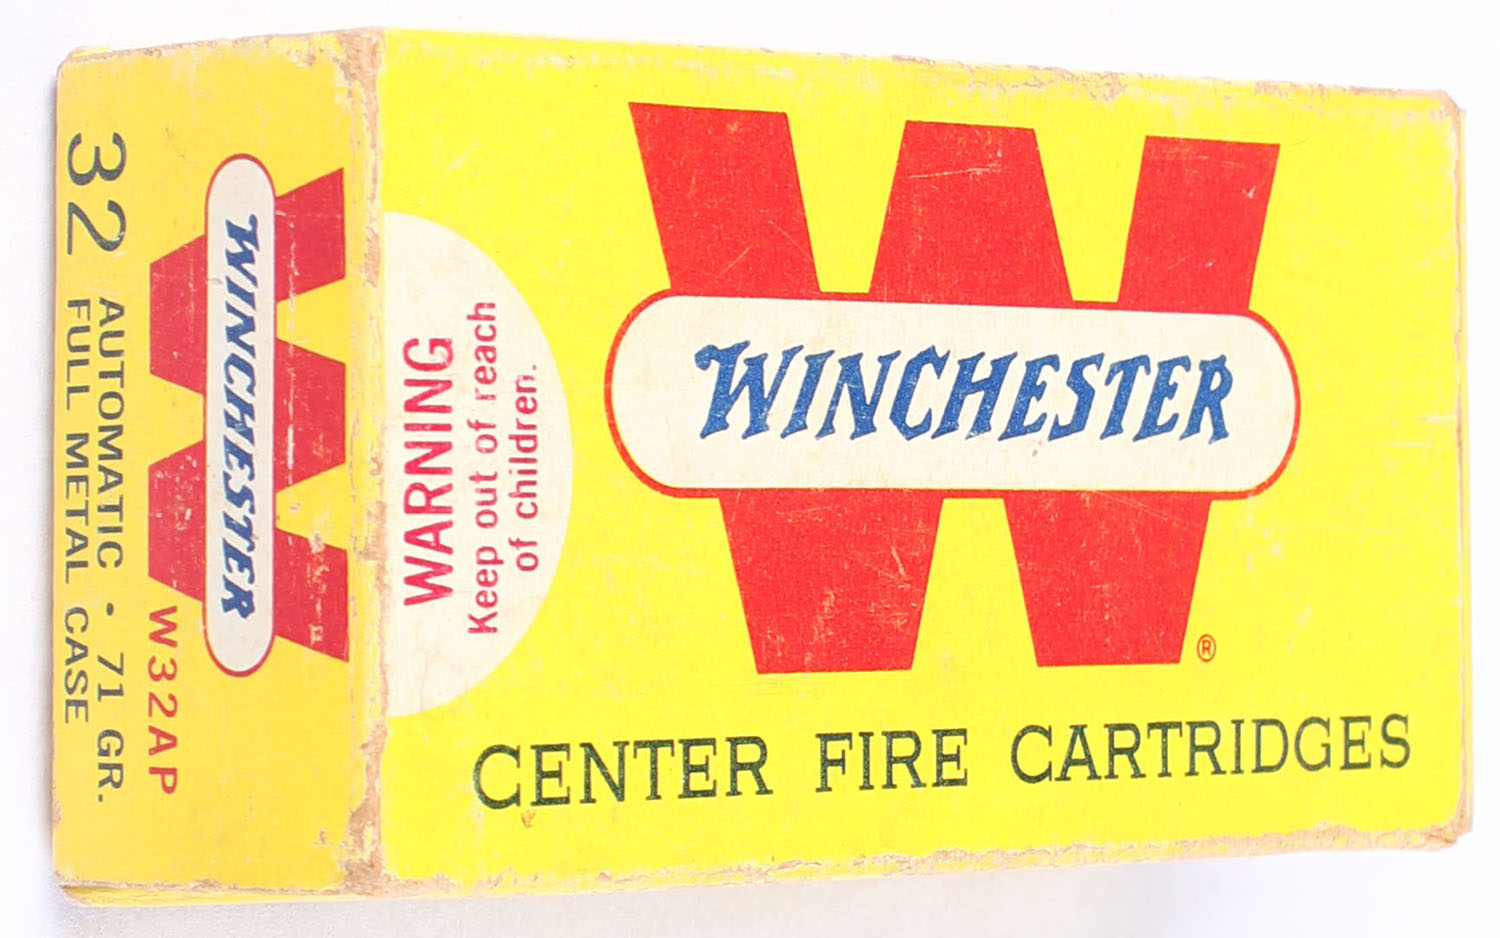 WINCHESTER
®
CENTER FIRE CARTRIDGES
WARNING
Keep out of reach
of children.
WINCHESTER
W32AP
32 AUTOMATIC • 71 GR.
FULL METAL CASE